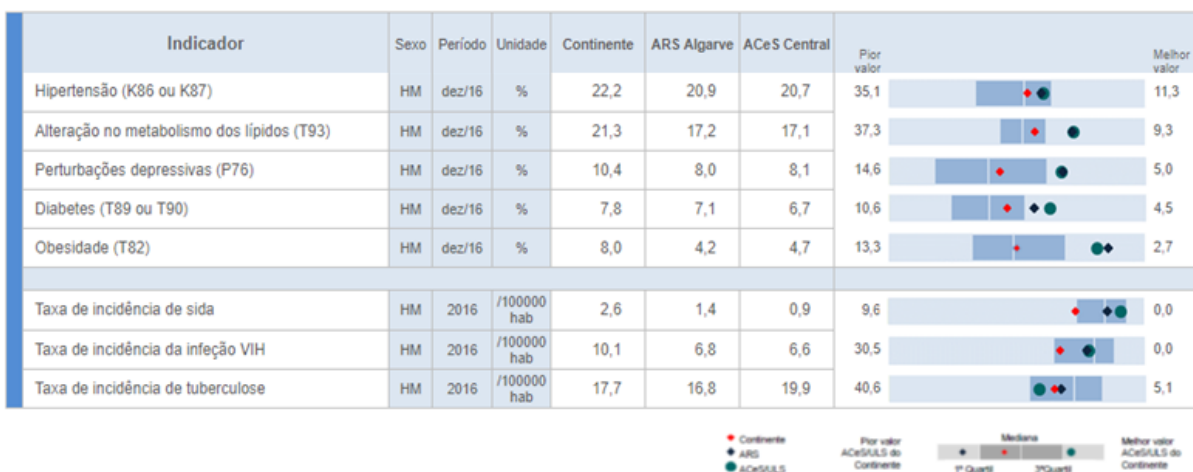 Indicador Sexo Período Unidade Continente ARS Algarve ACeS Central Pior valor Melhor valor
Hipertensão (K86 ou K87) HM dez/16 % 22,2 20,9 20,7 35,1 11,3
Alteração no metabolismo dos lípidos (T93) HM dez/16 % 21,3 17,2 17,1 37,3 9,3
Perturbações depressivas (P76) HM dez/16 % 10,4 8,0 8,1 14,6 5,0
Diabetes (T89 ou T90) HM dez/16 % 7,8 7,1 6,7 10,6 4,5
Obesidade (T82) HM dez/16 % 8,0 4,2 4,7 13,3 2,7
Taxa de incidência de sida HM 2016 /100000 hab 2,6 1,4 0,9 9,6 0,0
Taxa de incidência da infeção VIH HM 2016 /100000 hab 10,1 6,8 6,6 30,5 0,0
Taxa de incidência de tuberculose HM 2016 /100000 hab 17,7 16,8 19,9 40,6 5,1
Continente
ARS
ACeS/ULS
Pior valor
ACeS/ULS do
Continente
Mediana
1º Quartil 3ºQuartil
Melhor valor
ACeS/ULS do
Continente